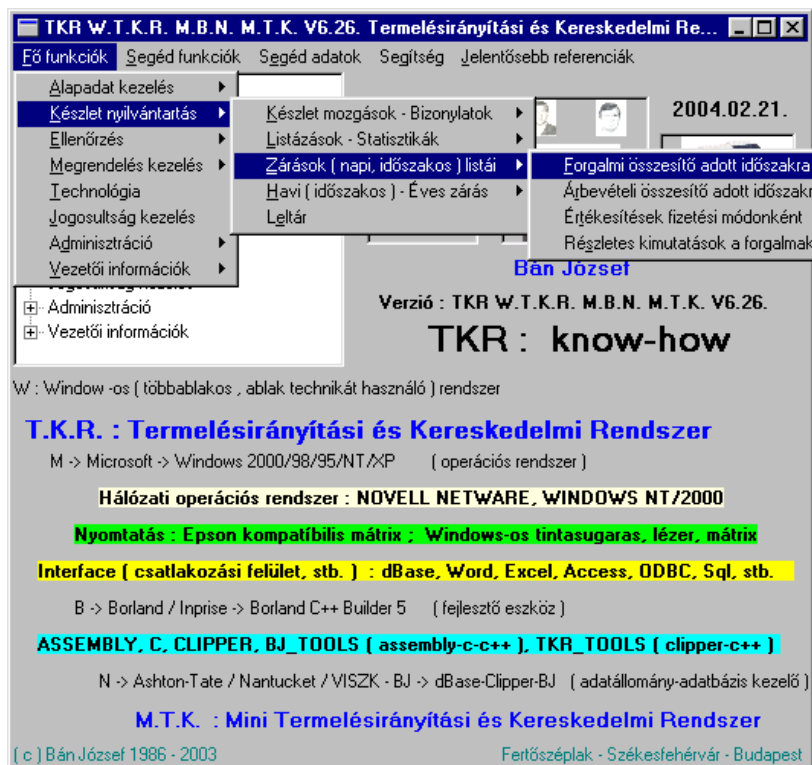 TKR W.T.K.R. M.B.N. M.T.K. V6.26. Termelésirányítási és Kereskedelmi Re...
Fő funkciók Segéd funkciók Segéd adatok Segítség Jelentősebb referenciák
Alapadat kezelés
Készlet nyilvántartás
Ellenőrzés
Megrendelés kezelés
Technológia
Jogosultság kezelés
Adminisztráció
Vezetői információk
Készlet mozgások - Bizonylatok
Listázások - Statisztikák
Zárások ( napi, időszakos ) listái
Havi ( időszakos ) - Éves zárás
Leltár
Forgalmi összesítő adott időszakra
Árbevételi összesítő adott időszakr
Értékesítések fizetési módonként
Részletes kimutatások a forgalmak
2004.02.21.
Adminisztráció
Vezetői információk
Bán József
Verzió : TKR W.T.K.R. M.B.N. M.T.K. V6.26.
TKR : know-how
W : Window -os ( többablakos , ablak technikát használó ) rendszer
T.K.R. : Termelésirányítási és Kereskedelmi Rendszer
M -> Microsoft -> Windows 2000/98/95/NT/XP ( operációs rendszer )
Hálózati operációs rendszer : NOVELL NETWARE, WINDOWS NT/2000
Nyomtatás : Epson kompatíbilis mátrix ; Windows-os tintasugaras, lézer, mátrix
Interface ( csatlakozási felület, stb. ) : dBase, Word, Excel, Access, ODBC, Sql, stb.
B -> Borland / Inprise -> Borland C++ Builder 5 ( fejlesztő eszköz )
ASSEMBLY, C, CLIPPER, BJ_TOOLS ( assembly-c-c++ ), TKR_TOOLS ( clipper-c++ )
N -> Ashton-Tate / Nantucket / VISZK - BJ -> dBase-Clipper-BJ ( adatállomány-adatbázis kezelő )
M.T.K. : Mini Termelésirányítási és Kereskedelmi Rendszer
( c ) Bán József 1986 - 2003 Fertőszéplak - Székesfehérvár - Budapest